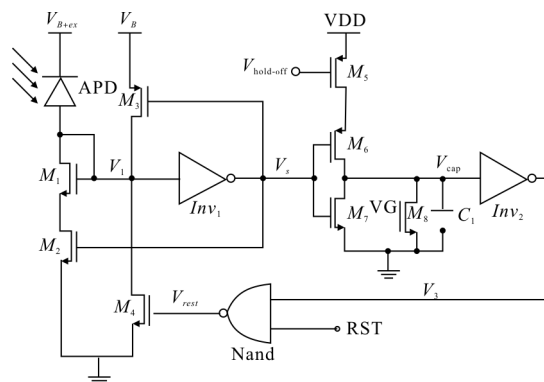 V_{B+ex}
V_B
VDD
APD
V_{hold-off}
M_5
M_3
M_6
M_1
V_1
V_s
V_{cap}
Inv_1
M_7
VG
M_8
C_1
Inv_2
M_2
M_4
V_{rest}
V_3
RST
Nand